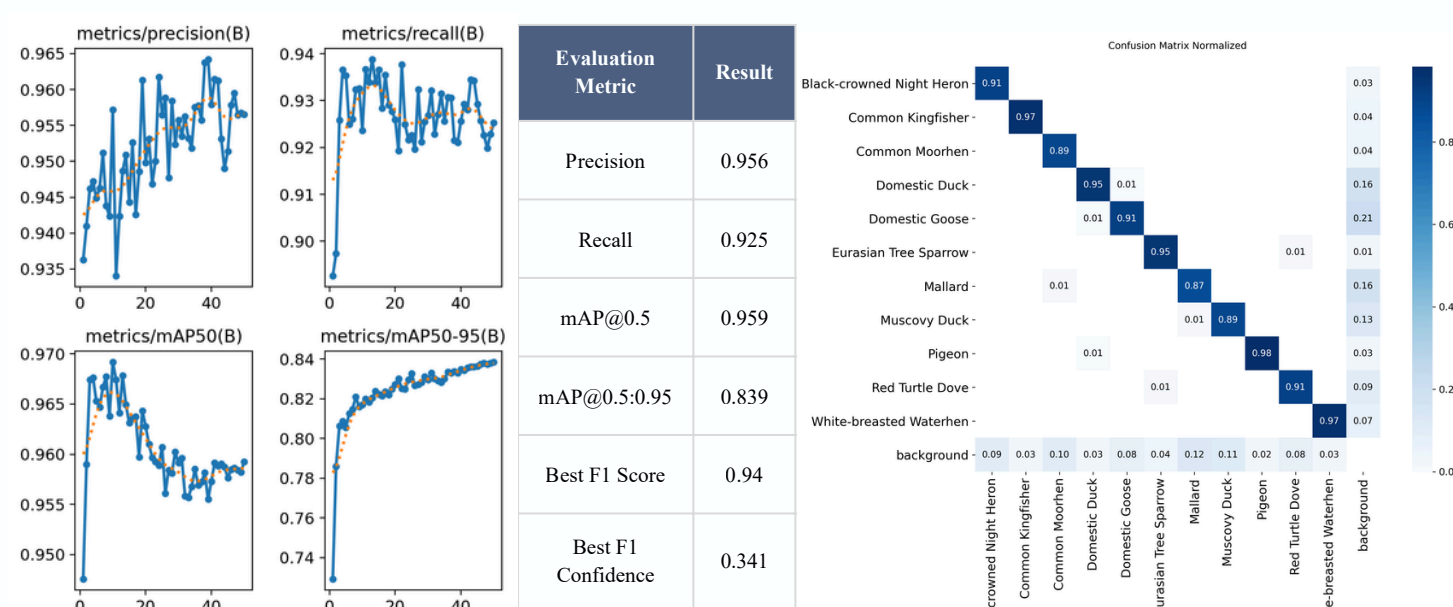 metrics/precision(B)
0.965
0.960
0.955
0.950
0.945
0.940
0.935
0 20 40
metrics/recall(B)
0.94
0.93
0.92
0.91
0.90
0 20 40
metrics/mAP50(B)
0.970
0.965
0.960
0.955
0.950
0 20 40
metrics/mAP50-95(B)
0.84
0.82
0.80
0.78
0.76
0.74
0 20 40
Evaluation
Metric
Result
Precision 0.956
Recall 0.925
mAP@0.5 0.959
mAP@0.5:0.95 0.839
Best F1 Score 0.94
Best F1
Confidence
0.341
Confusion Matrix Normalized
Black-crowned Night Heron 0.91 0.03
Common Kingfisher 0.97 0.04
Common Moorhen 0.89 0.04
Domestic Duck 0.95 0.01 0.16
Domestic Goose 0.01 0.91 0.21
Eurasian Tree Sparrow 0.95 0.01 0.01
Mallard 0.01 0.87 0.16
Muscovy Duck 0.01 0.89 0.13
Pigeon 0.01 0.98 0.03
Red Turtle Dove 0.01 0.91 0.09
White-breasted Waterhen 0.97 0.07
background 0.09 0.03 0.10 0.03 0.08 0.04 0.12 0.11 0.02 0.08 0.03
crowned Night Heron
Common Kingfisher
Common Moorhen
Domestic Duck
Domestic Goose
urasian Tree Sparrow
Mallard
Muscovy Duck
Pigeon
Red Turtle Dove
e-breasted Waterhen
background
0.8
0.6
0.4
0.2
0.0